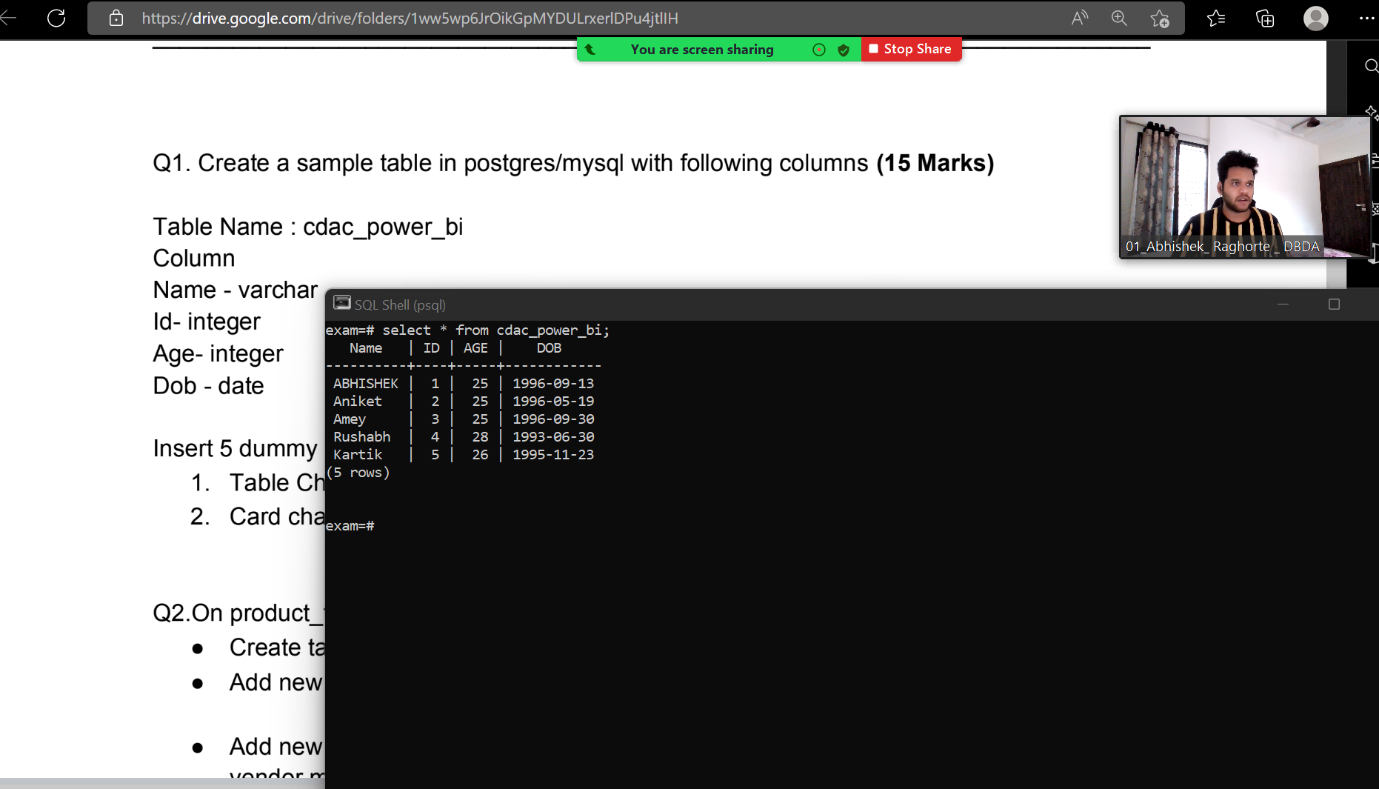 https://drive.google.com/drive/folders/1ww5wp6JrOikGpMYDULrxerlDPu4jtlIH
You are screen sharing
Stop Share
Q1. Create a sample table in postgres/mysql with following columns (15 Marks)
Table Name : cdac_power_bi
Column
Name - varchar
Id- integer
Age- integer
Dob - date
Insert 5 dummy
1. Table Ch
2. Card cha
Q2.On product_
● Create ta
● Add new
● Add new
vendor m
01_Abhishek_ Raghorte _ DBDA
SQL Shell (psql)
exam=# select * from cdac_power_bi;
Name | ID | AGE | DOB
----------+----+-----+------------
ABHISHEK | 1 | 25 | 1996-09-13
Aniket | 2 | 25 | 1996-05-19
Amey | 3 | 25 | 1996-09-30
Rushabh | 4 | 28 | 1993-06-30
Kartik | 5 | 26 | 1995-11-23
(5 rows)
exam=#